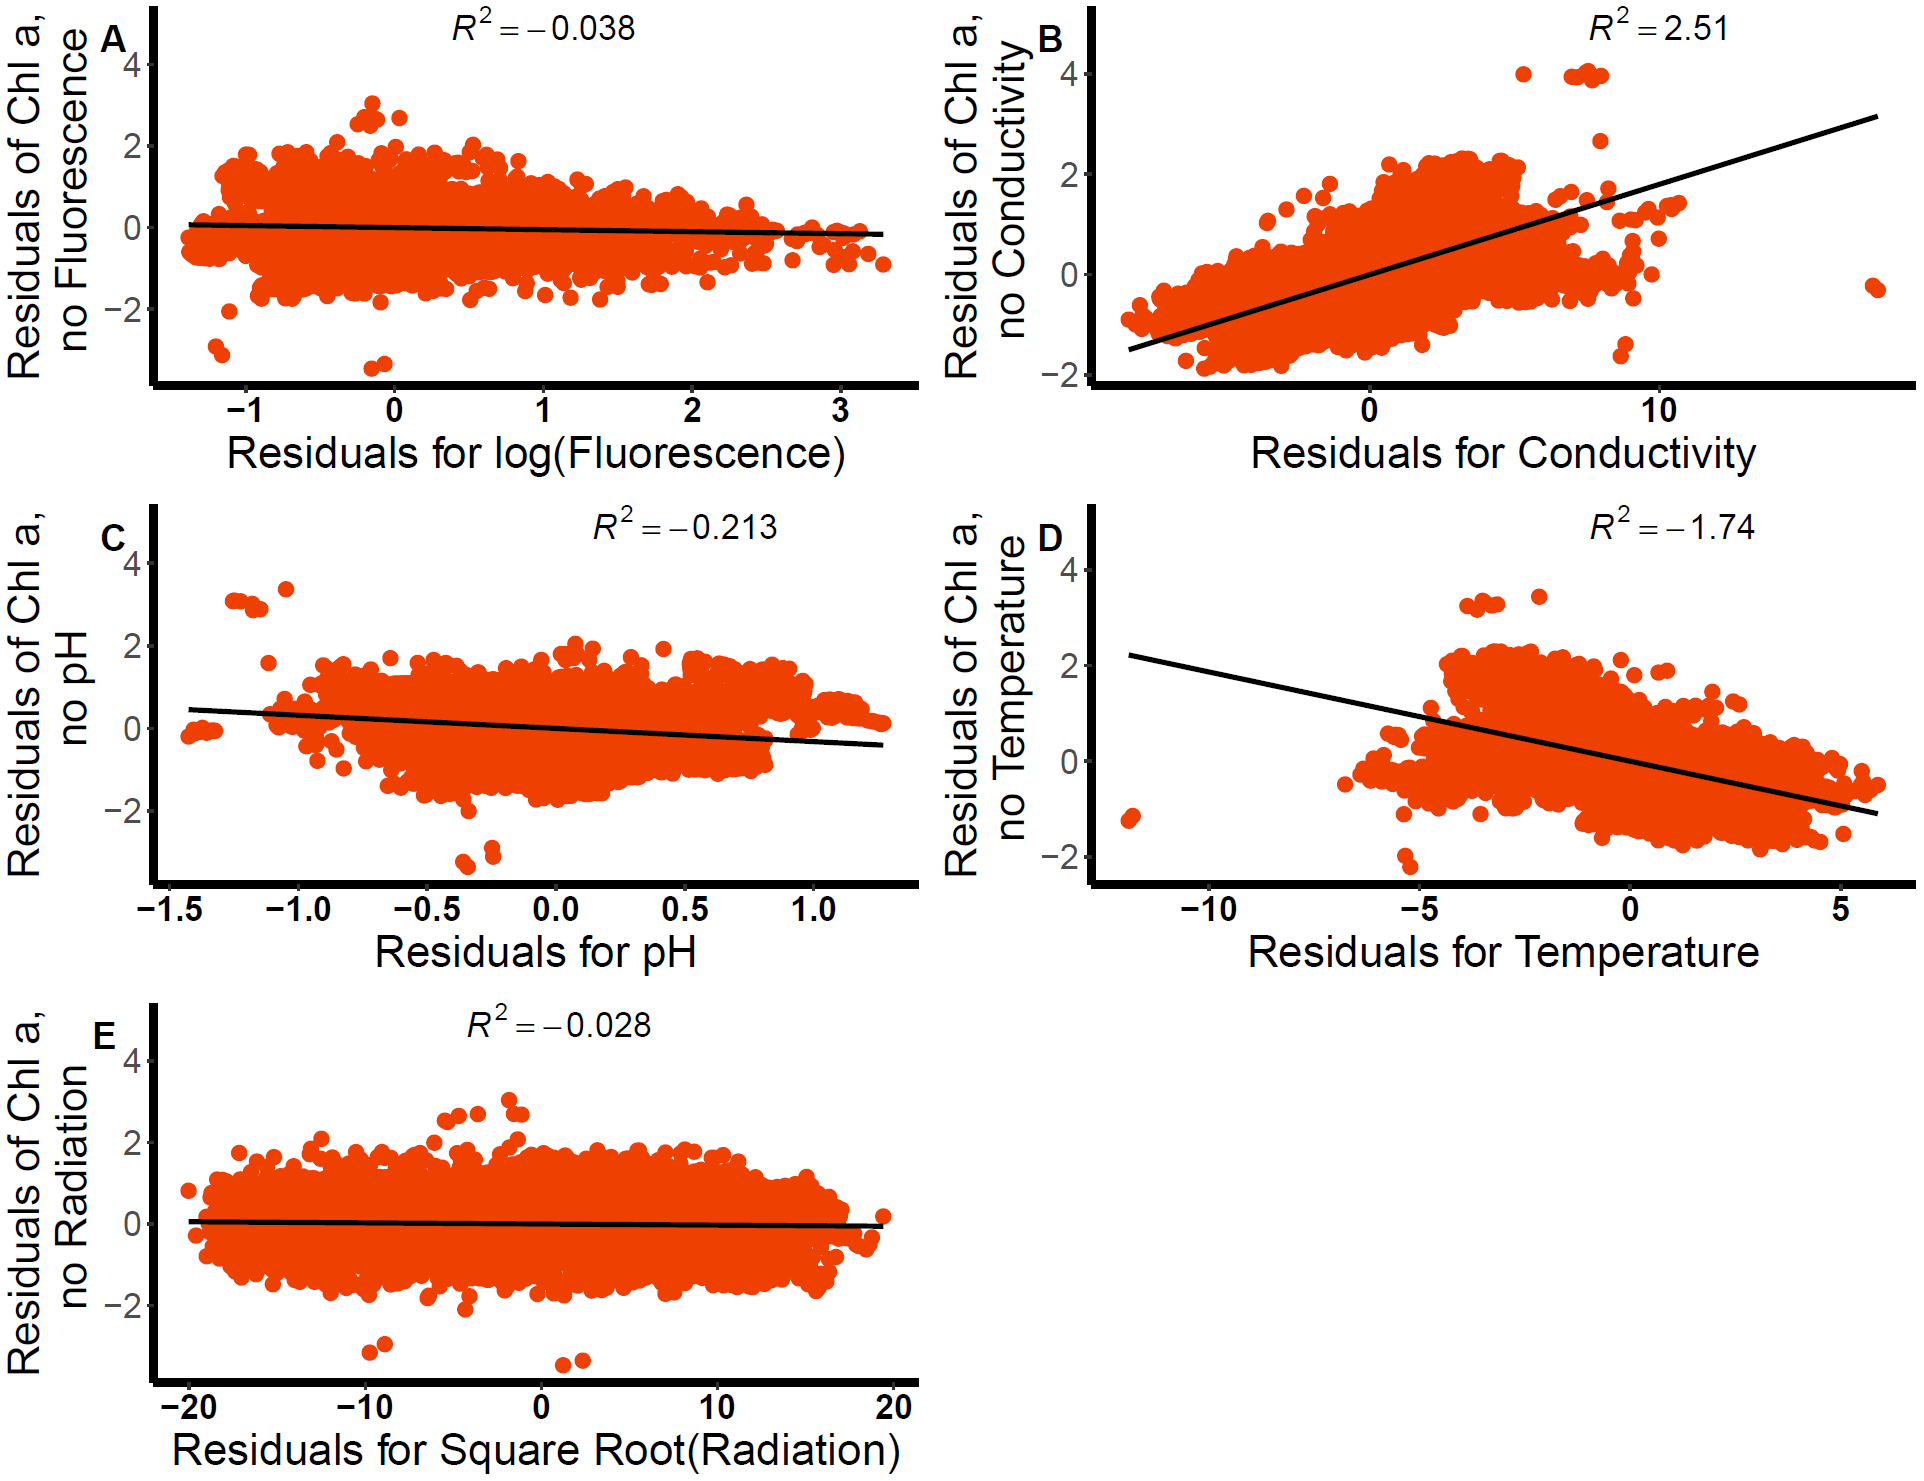 A
R² = −0.038
Residuals of Chl a,
no Fluorescence
4
2
0
−2
−1 0 1 2 3
Residuals for log(Fluorescence)
B
R² = 2.51
Residuals of Chl a,
no Conductivity
4
2
0
−2
0 10
Residuals for Conductivity
C
R² = −0.213
Residuals of Chl a,
no pH
4
2
0
−2
−1.5 −1.0 −0.5 0.0 0.5 1.0
Residuals for pH
D
R² = −1.74
Residuals of Chl a,
no Temperature
4
2
0
−2
−10 −5 0 5
Residuals for Temperature
E
R² = −0.028
Residuals of Chl a,
no Radiation
4
2
0
−2
−20 −10 0 10 20
Residuals for Square Root(Radiation)